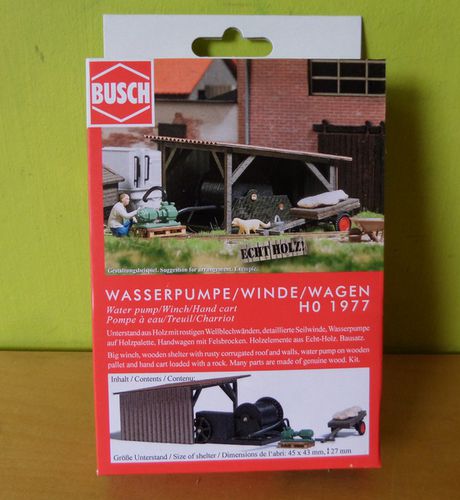 BUSCH
ECHT HOLZ!
Gestaltungsbeispiel. Suggestion for arrangement. Exemple.
WASSERPUMPE/WINDE/WAGEN
Water pump/Winch/Hand cart
H0 1977
Pompe à eau/Treuil/Charriot
Unterstand aus Holz mit rostigen Wellblechwänden, detaillierte Seilwinde, Wasserpumpe
auf Holzpalette, Handwagen mit Felsbrocken. Holzelemente aus Echt-Holz. Bausatz.
Big winch, wooden shelter with rusty corrugated roof and walls, water pump on wooden
pallet and hand cart loaded with a rock. Many parts are made of genuine wood. Kit.
Inhalt / Contents / Contenu:
Größe Unterstand / Size of shelter / Dimensions de l'abri: 45 x 43 mm, ↕27 mm